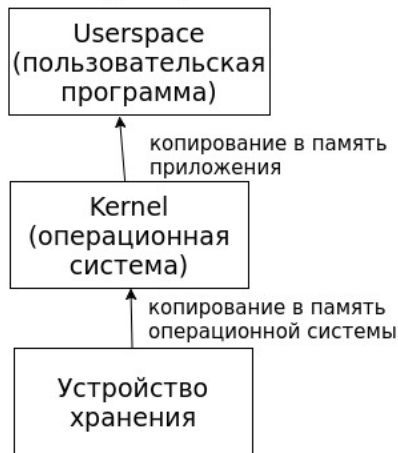 Userspace
(пользовательская
программа)
копирование в память
приложения
Kernel
(операционная
система)
копирование в память
операционной системы
Устройство
хранения